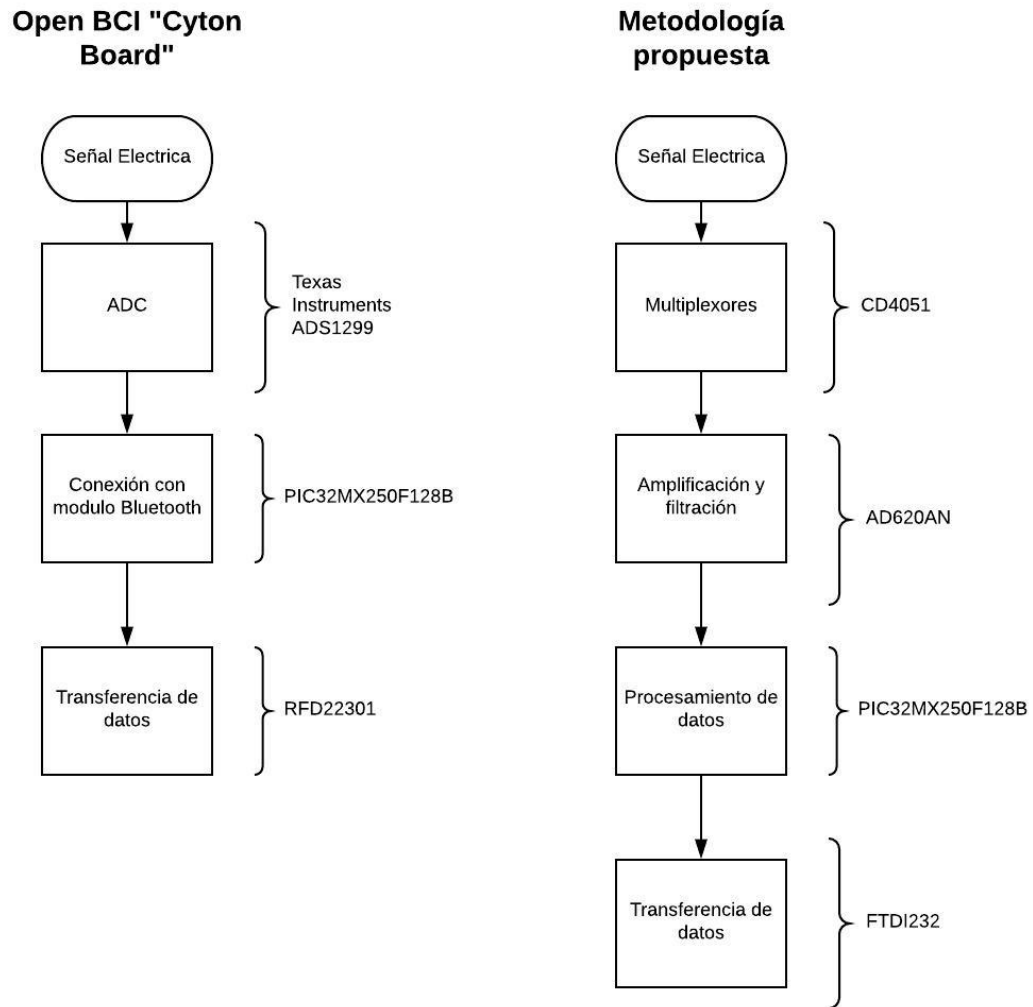 Open BCI "Cyton
Board"
Señal Electrica
ADC
Texas
Instruments
ADS1299
Conexión con
modulo Bluetooth
PIC32MX250F128B
Transferencia de
datos
RFD22301
Metodología
propuesta
Señal Electrica
Multiplexores
CD4051
Amplificación y
filtración
AD620AN
Procesamiento de
datos
PIC32MX250F128B
Transferencia de
datos
FTDI232